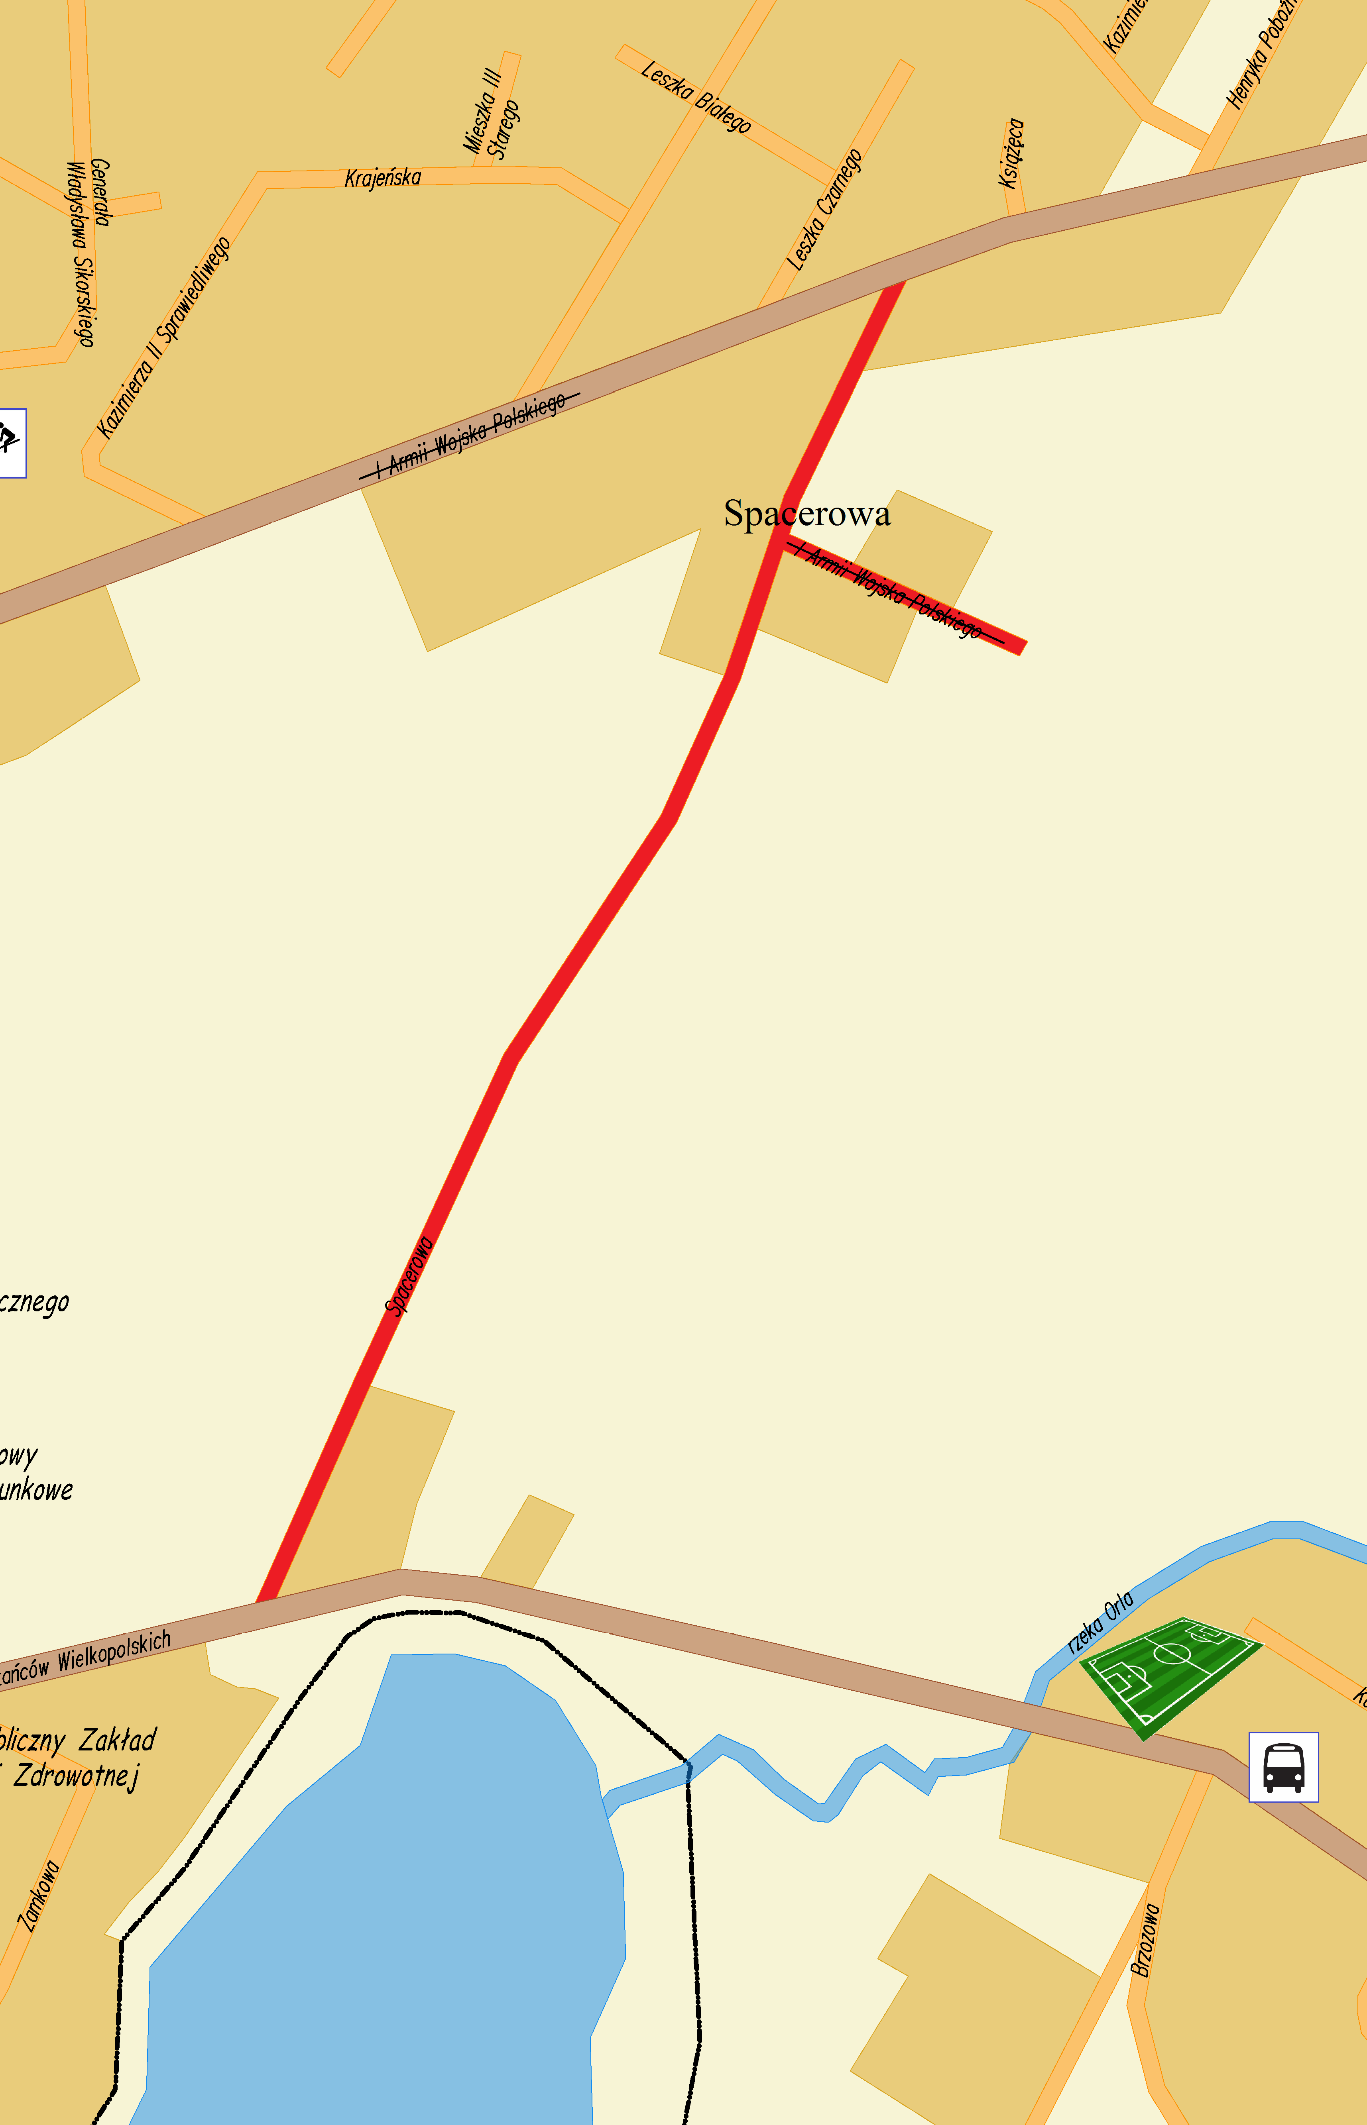 Kazimie
Henryka Poboż
Leszka Białego
Mieszka III
Starego
Książęca
Leszka Czarnego
Krajeńska
Generała
Władysława Sikorskiego
Kazimierza II Sprawiedliwego
I Armii Wojska Polskiego
Spacerowa
I Armii Wojska Polskiego
Spacerowa
cznego
owy
unkowe
rzeka Orla
ańców Wielkopolskich
bliczny Zakład
Zdrowotnej
Zamkowa
Brzozowa